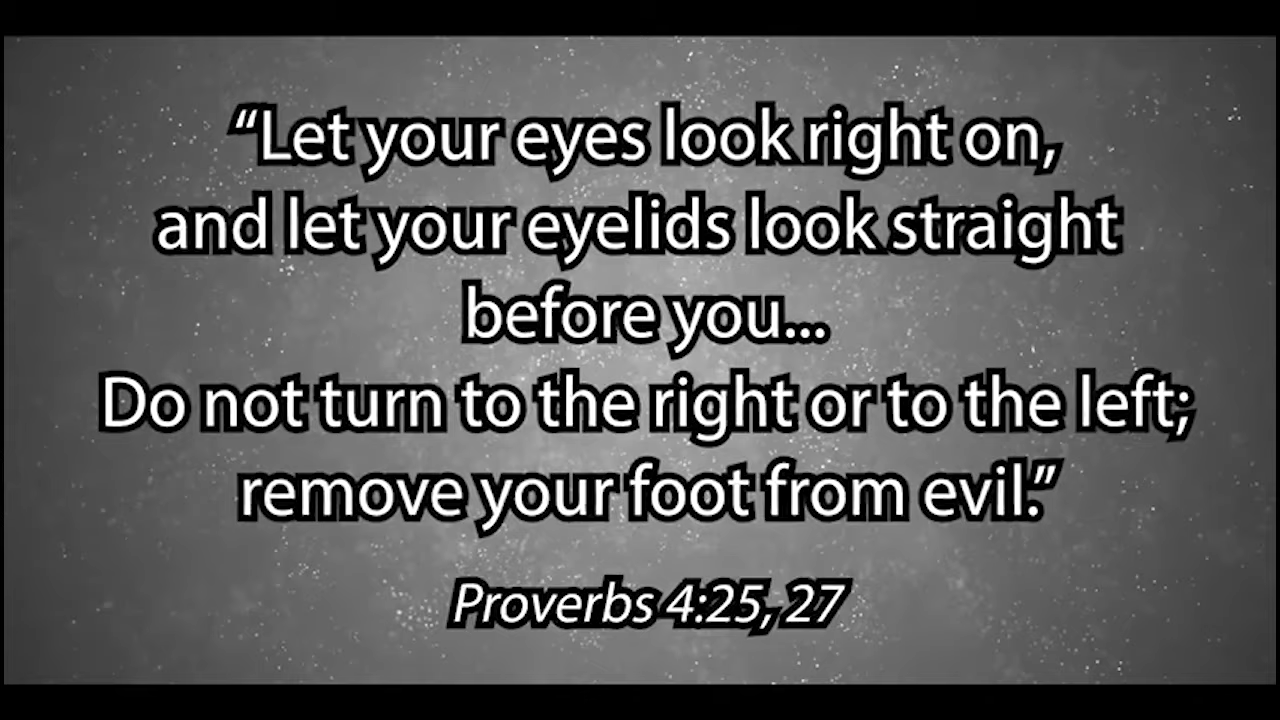 “Let your eyes look right on,
and let your eyelids look straight
before you...
Do not turn to the right or to the left;
remove your foot from evil.”
Proverbs 4:25, 27